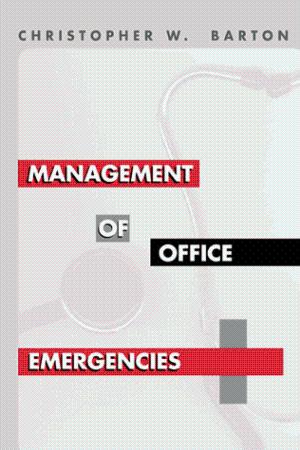 CHRISTOPHER W. BARTON
MANAGEMENT
OF
OFFICE
EMERGENCIES